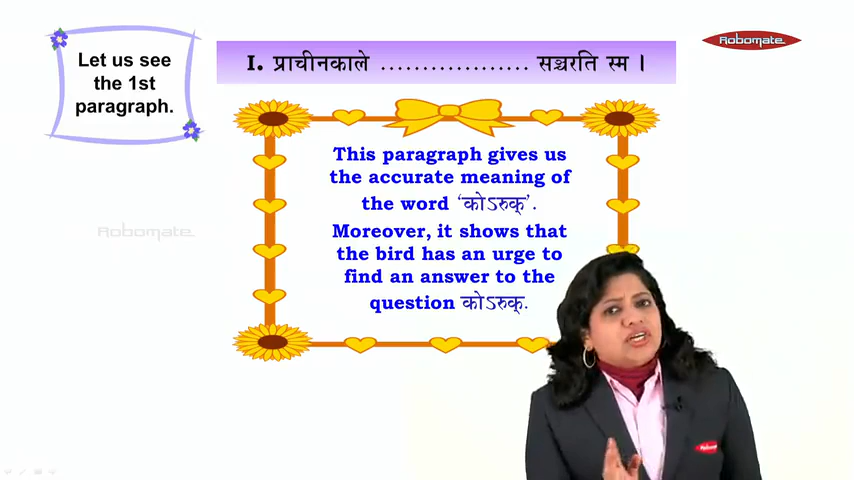 Let us see
the 1st
paragraph.
I. प्राचीनकाले .................. सञ्चरति स्म ।
Robomate
This paragraph gives us
the accurate meaning of
the word ‘कोऽरुक्’.
Moreover, it shows that
the bird has an urge to
find an answer to the
question कोऽरुक्.
Robomate
Robomate